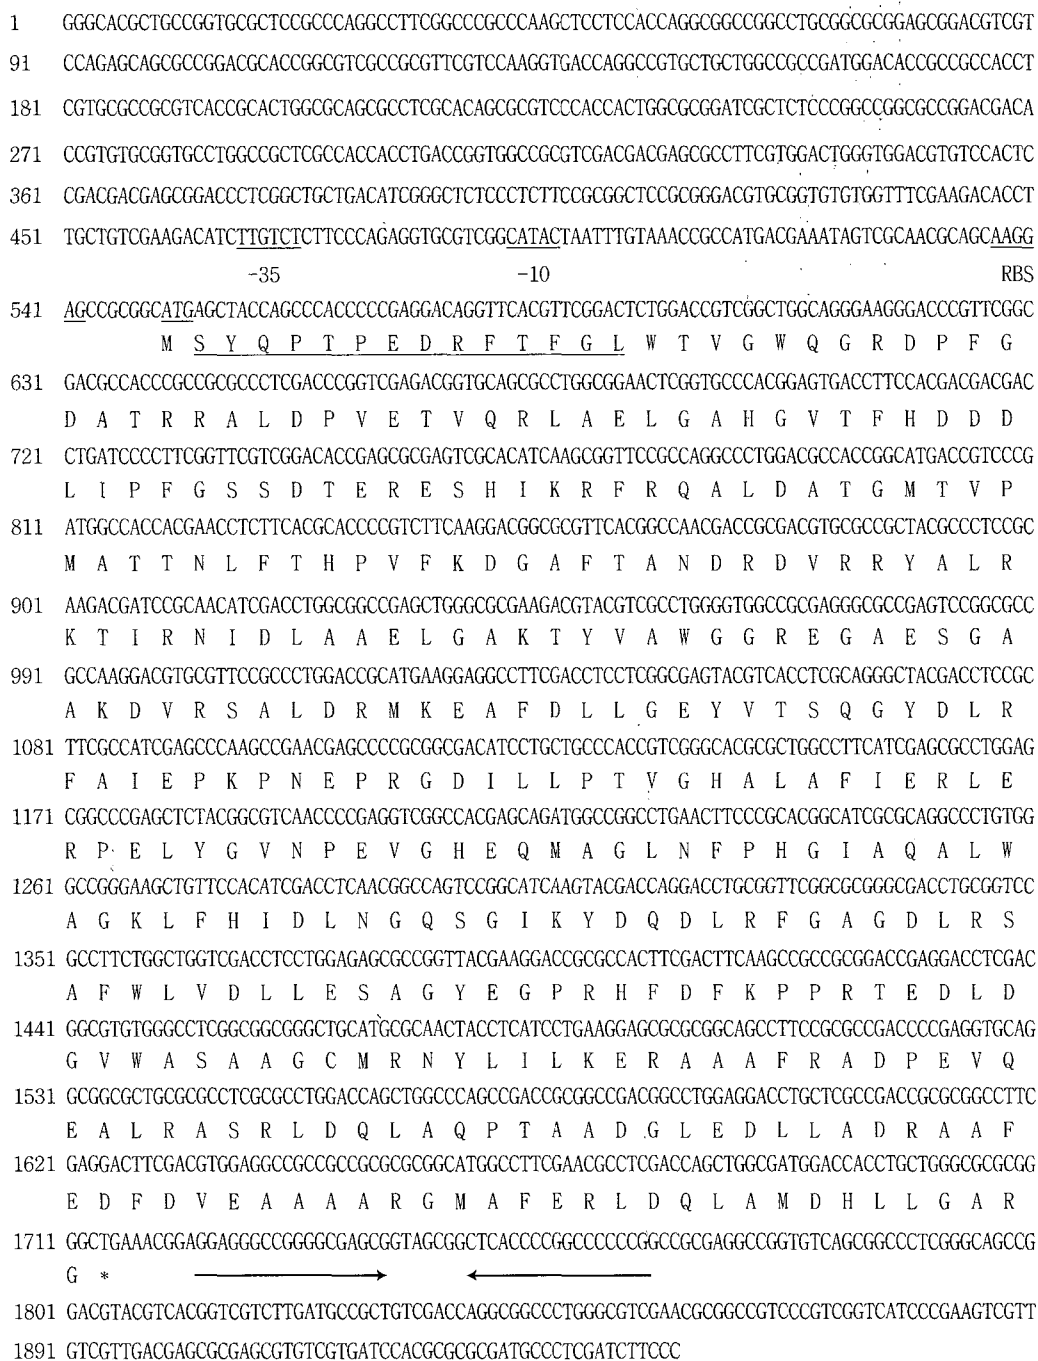 1 GGGCACGCTGCCGGTGCGCTCCGCCCAGGCCTTCGGCCCGCCCAAGCTCCTCCACCAGGCGGCCGGCCTGCGGCGCGGAGCGGACGTCGT
91 CCAGAGCAGCGCCGGACGCACCGGCGTCGCCGCGTTCGTCCAAGGTGACCAGGCCGTGCTGCTGGCCGCCGATGGACACCGCCGCCACCT
181 CGTGCGCCGCGTCACCGCACTGGCGCAGCGCCTCGCACAGCGCGTCCCACCACTGGCGCGGATCGCTCTCCCGGCCGGCGCCGGACGACA
271 CCGTGTGCGGTGCCTGGCCGCTCGCCACCACCTGACCGGTGGCCGCGTCGACGACGAGCGCCTTCGTGGACTGGGTGGACGTGTCCACTC
361 CGACGACGAGCGGACCCTCGGCTGCTGACATCGGGCTCTCCCTCTTCCGCGGCTCCGCGGGACGTGCGGTGTGTGGTTTCGAAGACACCT
451 TGCTGTCGAAGACATCTTGTCTCTTCCCAGAGGTGCGTCGGCATACTAATTTGTAAACCGCCATGACGAAATAGTCGCAACGCAGCAAGG
-35 -10 RBS
541 AGCCGCGGCATGAGCTACCAGCCCACCCCCGAGGACAGGTTCACGTTCGGACTCTGGACCGTCGGCTGGCAGGGAAGGGACCCGTTCGGC
M S Y Q P T P E D R F T F G L W T V G W Q G R D P F G
631 GACGCCACCCGCCGCGCCCTCGACCCGGTCGAGACGGTGCAGCGCCTGGCGGAACTCGGTGCCCACGGAGTGACCTTCCACGACGACGAC
D A T R R A L D P V E T V Q R L A E L G A H G V T F H D D D
721 CTGATCCCCTTCGGTTCGTCGGACACCGAGCGCGAGTCGCACATCAAGCGGTTCCGCCAGGCCCTGGACGCCACCGGCATGACCGTCCCG
L I P F G S S D T E R E S H I K R F R Q A L D A T G M T V P
811 ATGGCCACCACGAACCTCTTCACGCACCCCGTCTTCAAGGACGGCGCGTTCACGGCCAACGACCGCGACGTGCGCCGCTACGCCCTCCGC
M A T T N L F T H P V F K D G A F T A N D R D V R R Y A L R
901 AAGACGATCCGCAACATCGACCTGGCGGCCGAGCTGGGCGCGAAGACGTACGTCGCCTGGGGTGGCCGCGAGGGCGCCGAGTCCGGCGCC
K T I R N I D L A A E L G A K T Y V A W G G R E G A E S G A
991 GCCAAGGACGTGCGTTCCGCCCTGGACCGCATGAAGGAGGCCTTCGACCTCCTCGGCGAGTACGTCACCTCGCAGGGCTACGACCTCCGC
A K D V R S A L D R M K E A F D L L G E Y V T S Q G Y D L R
1081 TTCGCCATCGAGCCCAAGCCGAACGAGCCCCGCGGCGACATCCTGCTGCCCACCGTCGGGCACGCGCTGGCCTTCATCGAGCGCCTGGAG
F A I E P K P N E P R G D I L L P T V G H A L A F I E R L E
1171 CGGCCCGAGCTCTACGGCGTCAACCCCGAGGTCGGCCACGAGCAGATGGCCGGCCTGAACTTCCCGCACGGCATCGCGCAGGCCCTGTGG
R P E L Y G V N P E V G H E Q M A G L N F P H G I A Q A L W
1261 GCCGGGAAGCTGTTCCACATCGACCTCAACGGCCAGTCCGGCATCAAGTACGACCAGGACCTGCGGTTCGGCGCGGGCGACCTGCGGTCC
A G K L F H I D L N G Q S G I K Y D Q D L R F G A G D L R S
1351 GCCTTCTGGCTGGTCGACCTCCTGGAGAGCGCCGGTTACGAAGGACCGCGCCACTTCGACTTCAAGCCGCCGCGGACCGAGGACCTCGAC
A F W L V D L L E S A G Y E G P R H F D F K P P R T E D L D
1441 GGCGTGTGGGCCTCGGCGGCGGGCTGCATGCGCAACTACCTCATCCTGAAGGAGCGCGCGGCAGCCTTCCGCGCCGACCCCGAGGTGCAG
G V W A S A A G C M R N Y L I L K E R A A A F R A D P E V Q
1531 GCGGCGCTGCGCGCCTCGCGCCTGGACCAGCTGGCCCAGCCGACCGCGGCCGACGGCCTGGAGGACCTGCTCGCCGACCGCGCGGCCTTC
E A L R A S R L D Q L A Q P T A A D G L E D L L A D R A A F
1621 GAGGACTTCGACGTGGAGGCCGCCGCCGCGCGCGGCATGGCCTTCGAACGCCTCGACCAGCTGGCGATGGACCACCTGCTGGGCGCGCGG
E D F D V E A A A A R G M A F E R L D Q L A M D H L L G A R
1711 GGCTGAAACGGAGGAGGGCCGGGGCGAGCGGTAGCGGCTCACCCCGGCCCCCCGGCCGCGAGGCCGGTGTCAGCGGCCCTCGGGCAGCCG
G *
1801 GACGTACGTCACGGTCGTCTTGATGCCGCTGTCGACCAGGCGGCCCTGGGCGTCGAACGCGGCCGTCCCGTCGGTCATCCCGAAGTCGTT
1891 GTCGTTGACGAGCGCGAGCGTGTCGTGATCCACGCGCGCGATGCCCTCGATCTTCCC